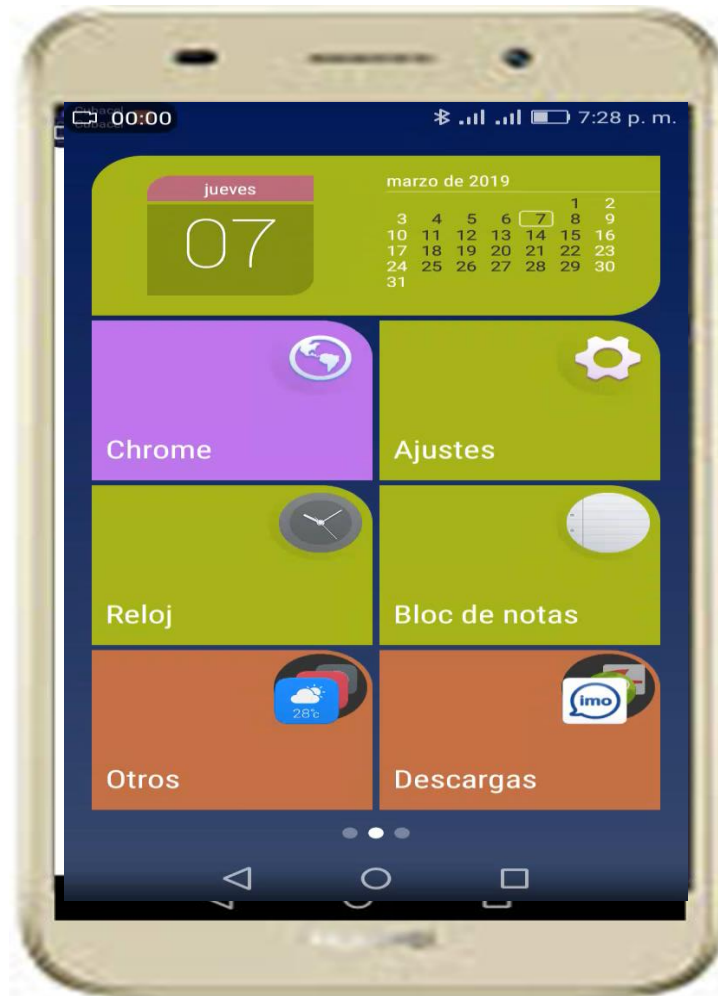 Cubacel
00:00
7:28 p. m.
jueves
07
marzo de 2019
1 2
3 4 5 6 7 8 9
10 11 12 13 14 15 16
17 18 19 20 21 22 23
24 25 26 27 28 29 30
31
Chrome
Ajustes
Reloj
Bloc de notas
28°c
imo
Otros
Descargas